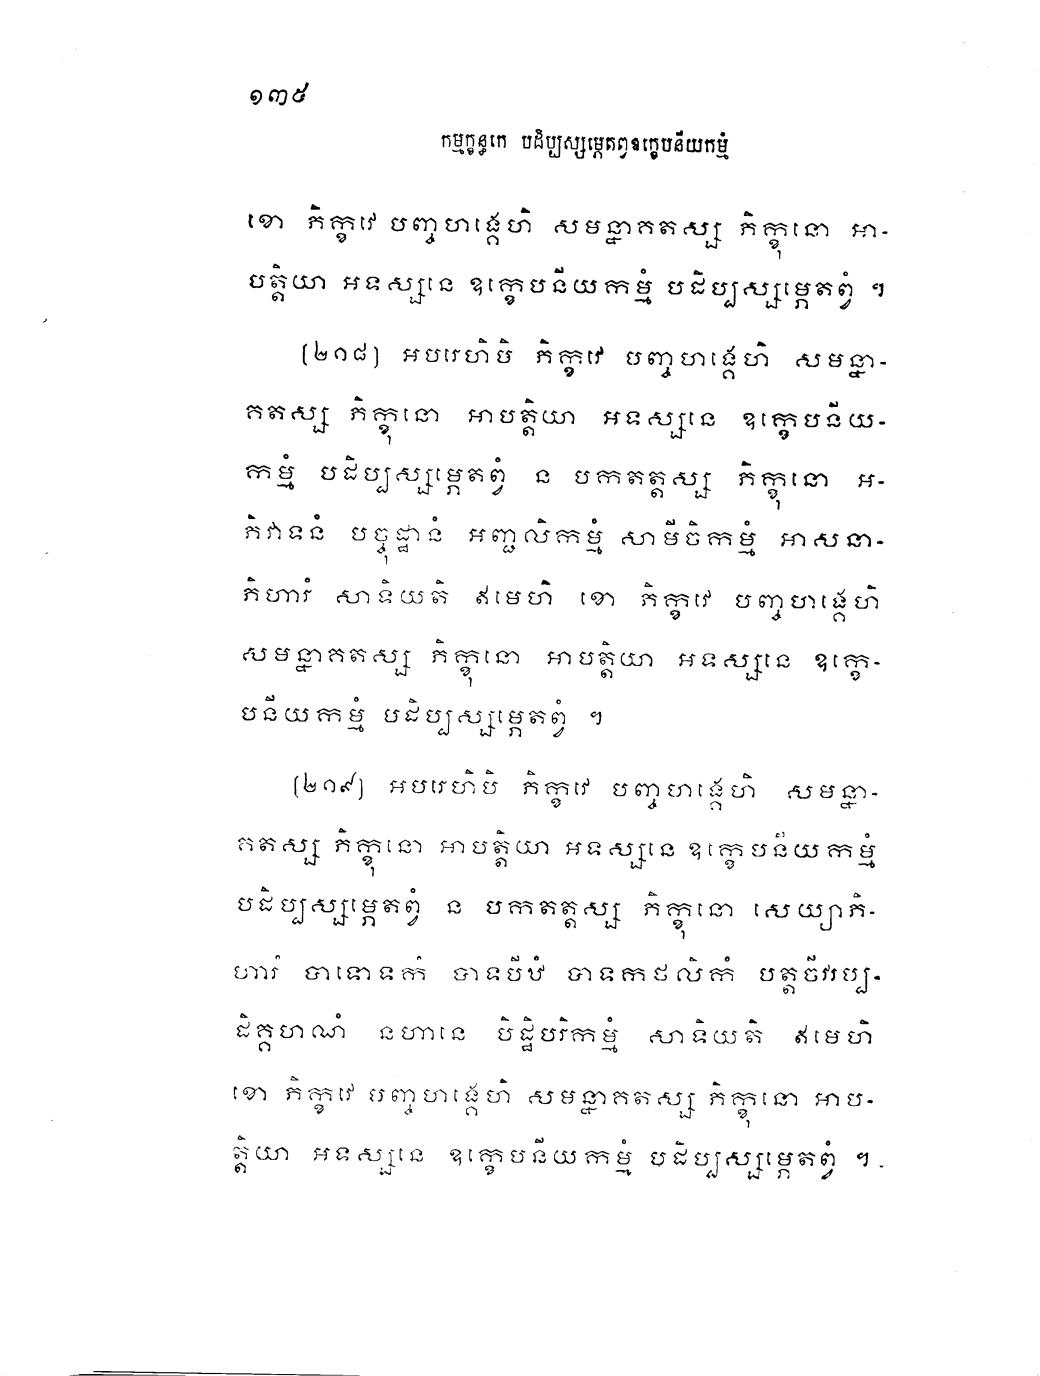 ១៣៥
កម្មក្ខន្ធកេ បដិប្បស្សម្ភេតព្វឧក្ខេបនីយកម្មំ
ខោ ភិក្ខវេ បញ្ចហង្គេហិ សមន្នាគតស្ស ភិក្ខុនោ អា-
បត្តិយា អទស្សនេ ឧក្ខេបនីយកម្មំ បដិប្បស្សម្ភេតព្វំ ។
(២១៨) អបរេហិបិ ភិក្ខវេ បញ្ចហង្គេហិ សមន្នា-
គតស្ស ភិក្ខុនោ អាបត្តិយា អទស្សនេ ឧក្ខេបនីយ-
កម្មំ បដិប្បស្សម្ភេតព្វំ ន បកតត្តស្ស ភិក្ខុនោ អ-
ភិវាទនំ បច្ចុដ្ឋានំ អញ្ជលិកម្មំ សាមីចិកម្មំ អាសនា-
ភិហារំ សាទិយតិ ឥមេហិ ខោ ភិក្ខវេ បញ្ចហង្គេហិ
សមន្នាគតស្ស ភិក្ខុនោ អាបត្តិយា អទស្សនេ ឧក្ខេ-
បនីយកម្មំ បដិប្បស្សម្ភេតព្វំ ។
(២១៩) អបរេហិបិ ភិក្ខវេ បញ្ចហង្គេហិ សមន្នា-
គតស្ស ភិក្ខុនោ អាបត្តិយា អទស្សនេ ឧក្ខេបនីយកម្មំ
បដិប្បស្សម្ភេតព្វំ ន បកតត្តស្ស ភិក្ខុនោ សេយ្យាភិ-
ហារំ បាទោទកំ បាទបីឋំ បាទកថលិកំ បត្តចីវរប្ប-
ដិគ្គហណំ នហានេ បិដ្ឋិបរិកម្មំ សាទិយតិ ឥមេហិ
ខោ ភិក្ខវេ បញ្ចហង្គេហិ សមន្នាគតស្ស ភិក្ខុនោ អាប-
ត្តិយា អទស្សនេ ឧក្ខេបនីយកម្មំ បដិប្បស្សម្ភេតព្វំ ។